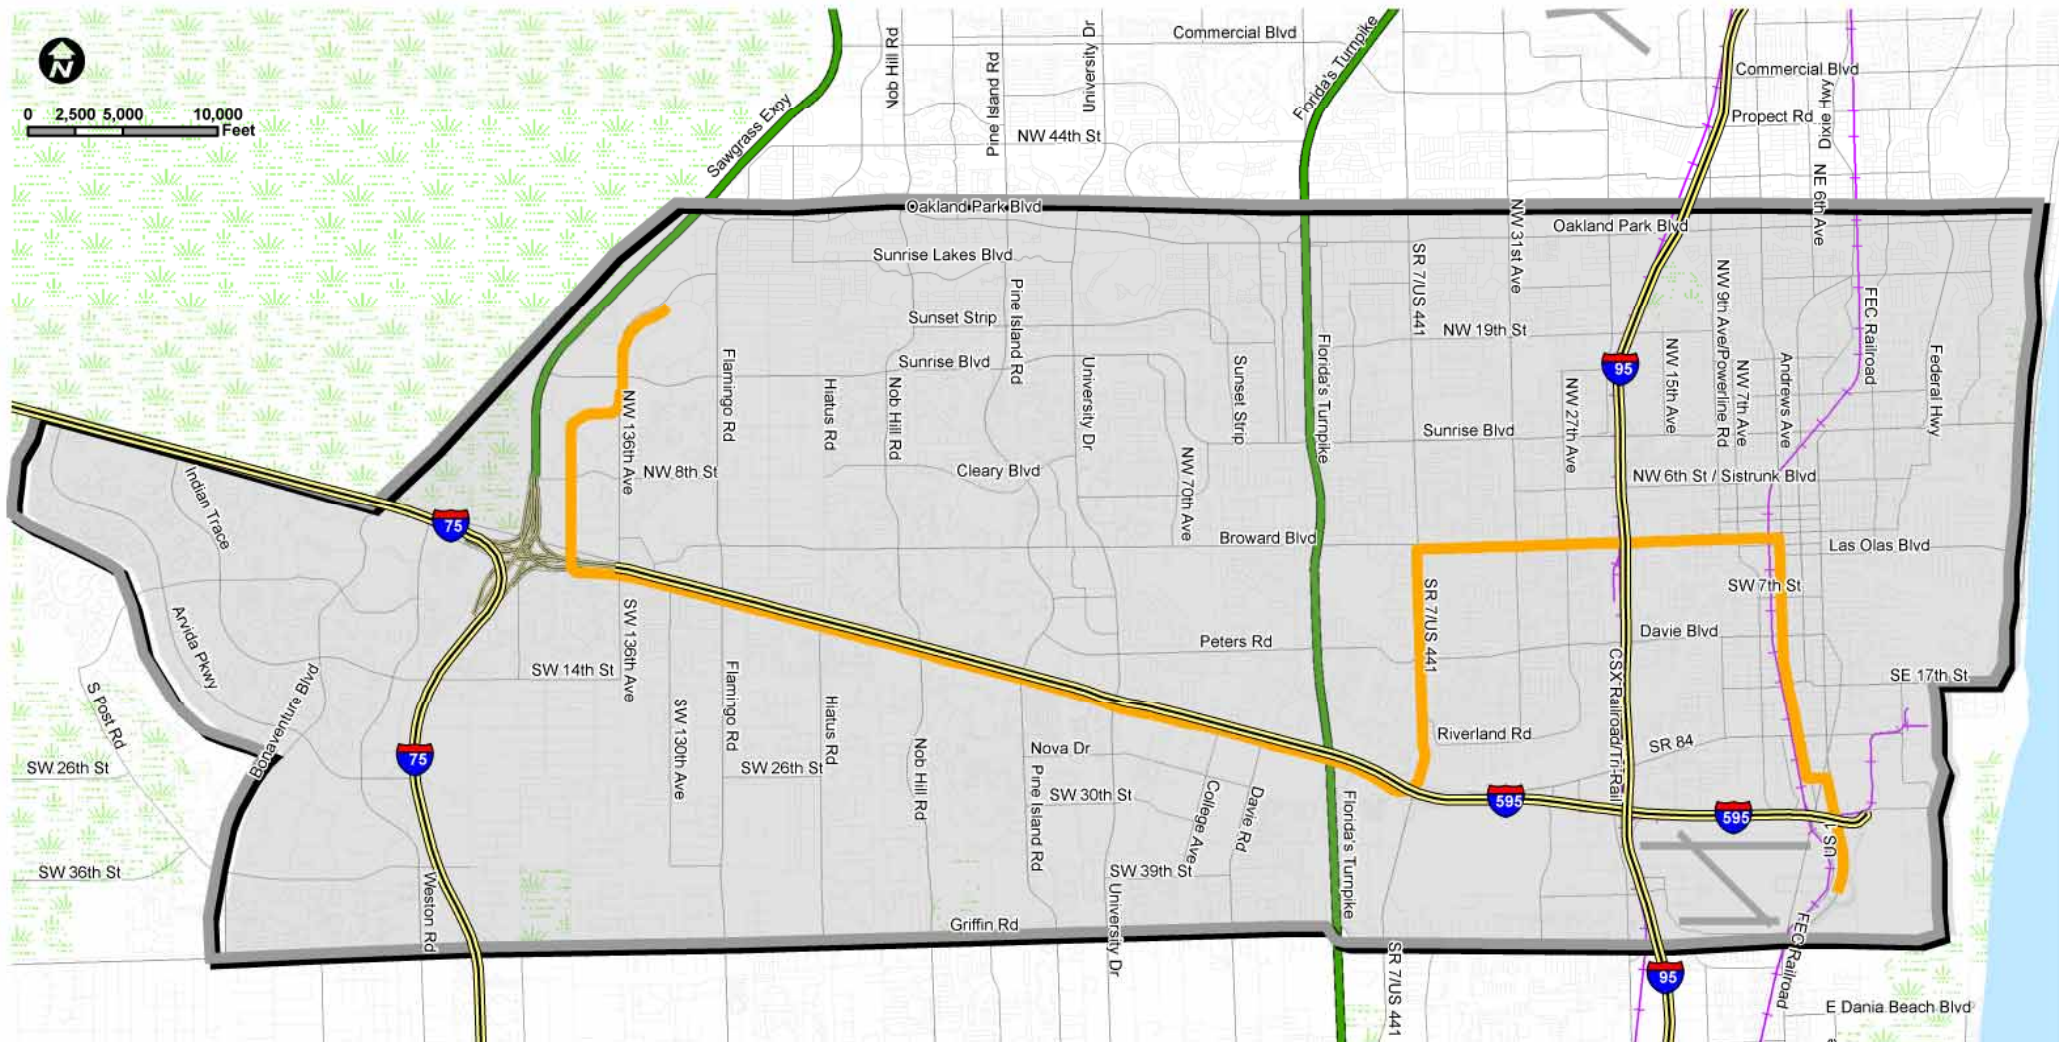 Commercial Blvd
Nob Hill Rd
Pine Island Rd
University Dr
Florida's Turnpike
Commercial Blvd
N
0 2,500 5,000 10,000
Feet
Sawgrass Expy
NW 44th St
Propect Rd
Dixie Hwy
NE 6th Ave
Oakland Park Blvd
NW 31st Ave
Oakland Park Blvd
Sunrise Lakes Blvd
SR 7/US 441
Pine Island Rd
NW 9th Ave/Powerline Rd
FEC Railroad
Sunset Strip
NW 19th St
Florida's Turnpike
Sunrise Blvd
Flamingo Rd
Hiatus Rd
Nob Hill Rd
University Dr
Sunset Strip
95
NW 27th Ave
NW 15th Ave
NW 7th Ave
Andrews Ave
Federal Hwy
NW 136th Ave
Sunrise Blvd
NW 8th St
Cleary Blvd
NW 70th Ave
NW 6th St / Sistrunk Blvd
Indian Trace
75
Broward Blvd
Las Olas Blvd
SW 7th St
SR 7/US 441
Arvida Pkwy
SW 136th Ave
Peters Rd
Davie Blvd
SW 14th St
SE 17th St
Bonaventure Blvd
S Post Rd
Flamingo Rd
CSX Railroad/Tri-Rail
SW 130th Ave
Hiatus Rd
Nob Hill Rd
Nova Dr
Riverland Rd
SR 84
75
SW 26th St
SW 26th St
Pine Island Rd
SW 30th St
College Ave
Davie Rd
Florida's Turnpike
595
595
US 1
SW 36th St
Weston Rd
SW 39th St
University Dr
Griffin Rd
SR 7/US 441
FEC Railroad
95
E Dania Beach Blvd